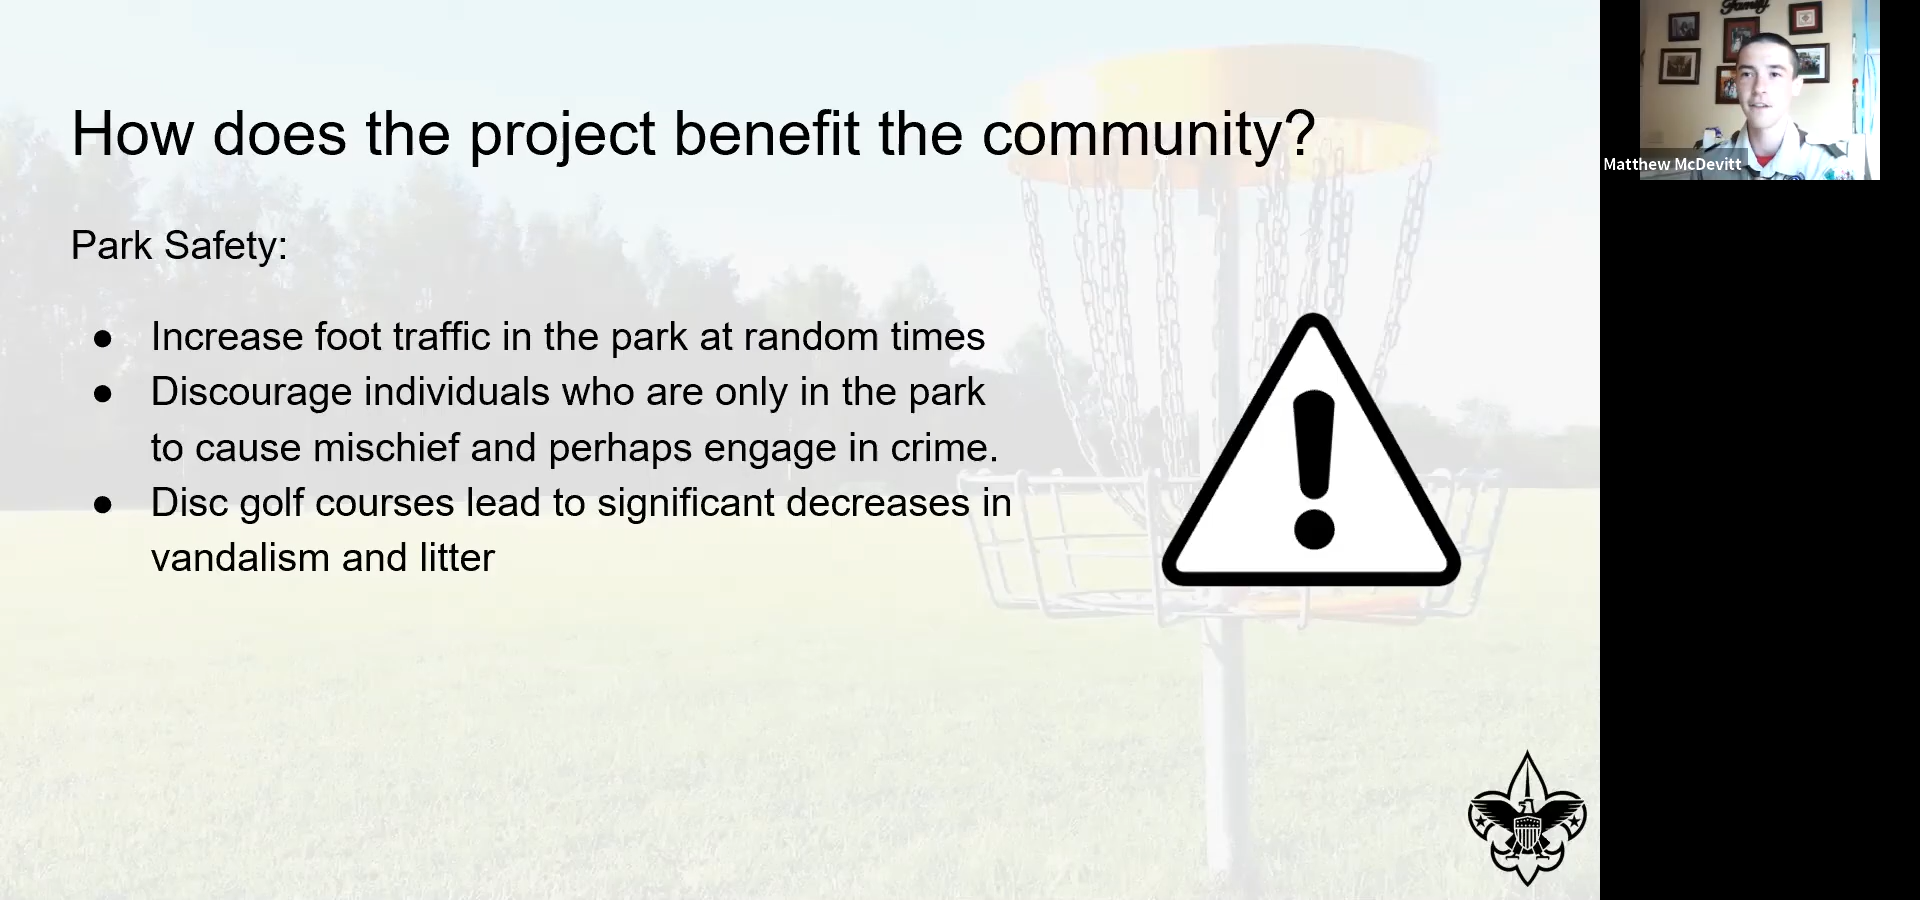 How does the project benefit the community?
Park Safety:
● Increase foot traffic in the park at random times
● Discourage individuals who are only in the park
to cause mischief and perhaps engage in crime.
● Disc golf courses lead to significant decreases in
vandalism and litter
Family
Matthew McDevitt